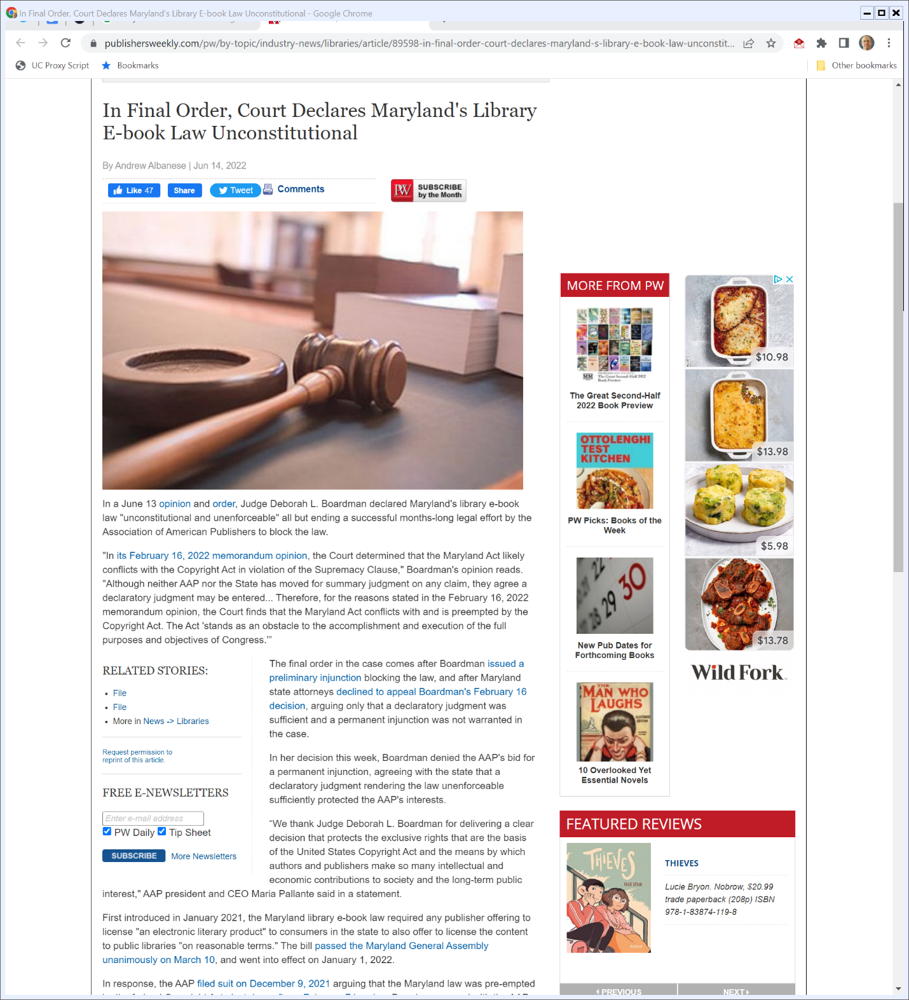 In Final Order, Court Declares Maryland's Library E-book Law Unconstitutional - Google Chrome
publishersweekly.com/pw/by-topic/industry-news/libraries/article/89598-in-final-order-court-declares-maryland-s-library-e-book-law-unconstit...
UC Proxy Script
Bookmarks
Other bookmarks
In Final Order, Court Declares Maryland's Library
E-book Law Unconstitutional
By Andrew Albanese | Jun 14, 2022
Like 47
Share
Tweet
Comments
PW
SUBSCRIBE
by the Month
In a June 13 opinion and order, Judge Deborah L. Boardman declared Maryland's library e-book
law "unconstitutional and unenforceable" all but ending a successful months-long legal effort by the
Association of American Publishers to block the law.
"In its February 16, 2022 memorandum opinion, the Court determined that the Maryland Act likely
conflicts with the Copyright Act in violation of the Supremacy Clause," Boardman's opinion reads.
"Although neither AAP nor the State has moved for summary judgment on any claim, they agree a
declaratory judgment may be entered... Therefore, for the reasons stated in the February 16, 2022
memorandum opinion, the Court finds that the Maryland Act conflicts with and is preempted by the
Copyright Act. The Act 'stands as an obstacle to the accomplishment and execution of the full
purposes and objectives of Congress.'”
RELATED STORIES:
File
File
More in News -> Libraries
Request permission to
reprint of this article.
FREE E-NEWSLETTERS
Enter e-mail address
PW Daily Tip Sheet
SUBSCRIBE More Newsletters
The final order in the case comes after Boardman issued a
preliminary injunction blocking the law, and after Maryland
state attorneys declined to appeal Boardman's February 16
decision, arguing only that a declaratory judgment was
sufficient and a permanent injunction was not warranted in
the case.
In her decision this week, Boardman denied the AAP's bid for
a permanent injunction, agreeing with the state that a
declaratory judgment rendering the law unenforceable
sufficiently protected the AAP's interests.
“We thank Judge Deborah L. Boardman for delivering a clear
decision that protects the exclusive rights that are the basis
of the United States Copyright Act and the means by which
authors and publishers make so many intellectual and
economic contributions to society and the long-term public
interest," AAP president and CEO Maria Pallante said in a statement.
First introduced in January 2021, the Maryland library e-book law required any publisher offering to
license "an electronic literary product" to consumers in the state to also offer to license the content
to public libraries "on reasonable terms." The bill passed the Maryland General Assembly
unanimously on March 10, and went into effect on January 1, 2022.
In response, the AAP filed suit on December 9, 2021 arguing that the Maryland law was pre-empted
MORE FROM PW
MM
The Great Second-Half 2022
Book Preview
The Great Second-Half
2022 Book Preview
OTTOLENGHI
TEST
KITCHEN
PW Picks: Books of the
Week
22 30
29
28
New Pub Dates for
Forthcoming Books
THE
MAN WHO
LAUGHS
ILLUSTRATED
EDITION
10 Overlooked Yet
Essential Novels
$10.98
$13.98
$5.98
$13.78
Wild Fork
FEATURED REVIEWS
THIEVES
LUCIE BRYON
THIEVES
Lucie Bryon. Nobrow, $20.99
trade paperback (208p) ISBN
978-1-83874-119-8
PREVIOUS
NEXT